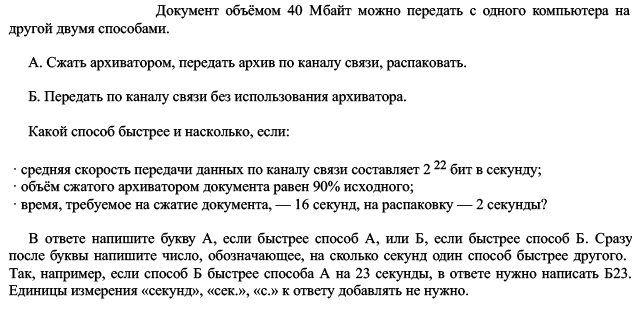 Документ объёмом 40 Мбайт можно передать с одного компьютера на
другой двумя способами.
А. Сжать архиватором, передать архив по каналу связи, распаковать.
Б. Передать по каналу связи без использования архиватора.
Какой способ быстрее и насколько, если:
· средняя скорость передачи данных по каналу связи составляет 2 22 бит в секунду;
· объём сжатого архиватором документа равен 90% исходного;
· время, требуемое на сжатие документа, — 16 секунд, на распаковку — 2 секунды?
В ответе напишите букву А, если быстрее способ А, или Б, если быстрее способ Б. Сразу
после буквы напишите число, обозначающее, на сколько секунд один способ быстрее другого.
Так, например, если способ Б быстрее способа А на 23 секунды, в ответе нужно написать Б23.
Единицы измерения «секунд», «сек.», «с.» к ответу добавлять не нужно.